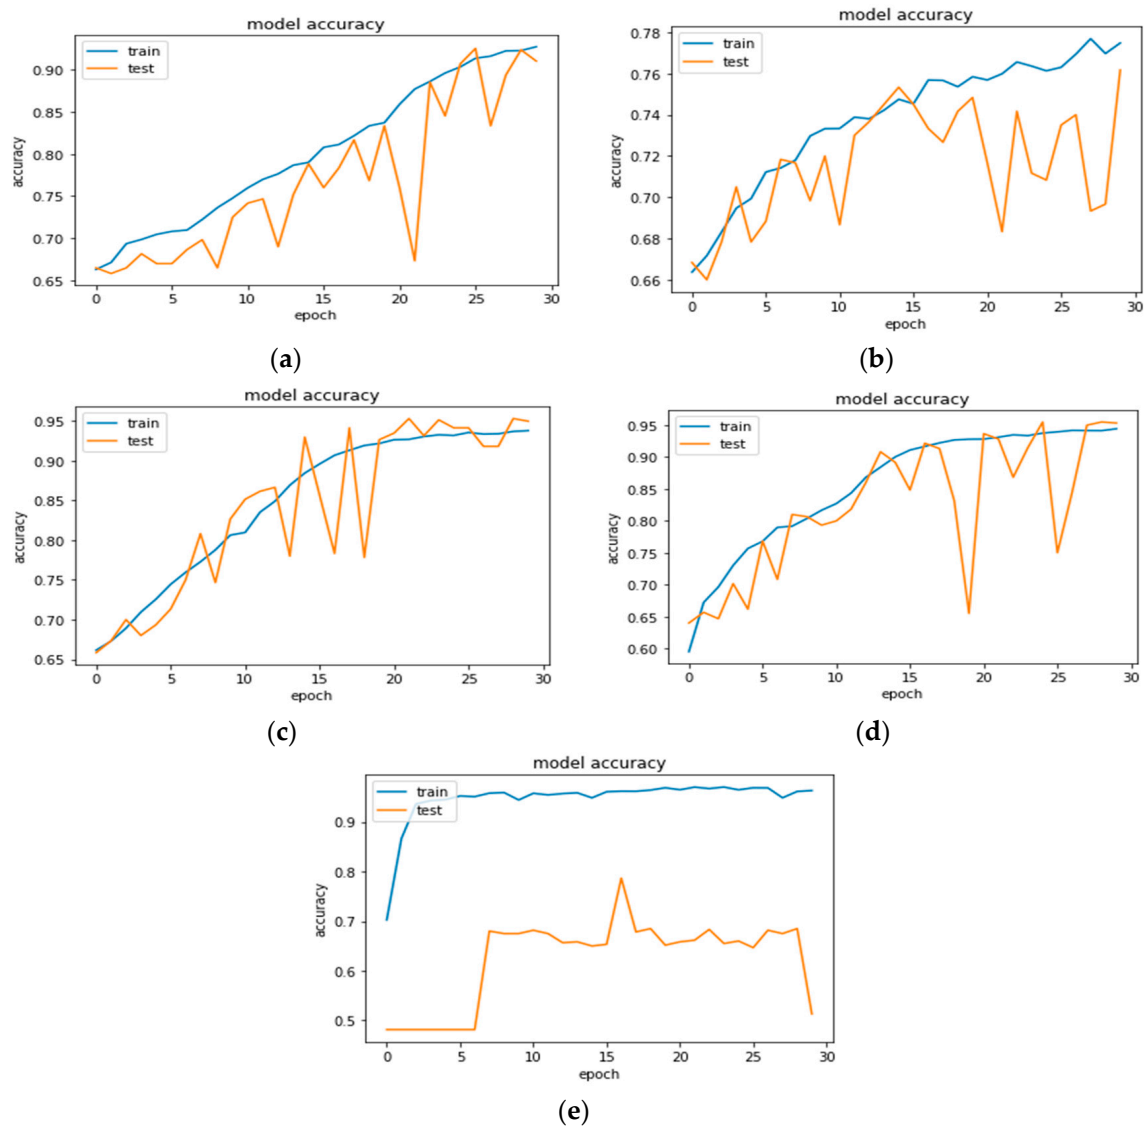 model accuracy
train
test
0.90
0.85
0.80
0.75
0.70
0.65
accuracy
0 5 10 15 20 25 30
epoch
(a)
model accuracy
train
test
0.78
0.76
0.74
0.72
0.70
0.68
0.66
accuracy
0 5 10 15 20 25 30
epoch
(b)
model accuracy
train
test
0.95
0.90
0.85
0.80
0.75
0.70
0.65
accuracy
0 5 10 15 20 25 30
epoch
(c)
model accuracy
train
test
0.95
0.90
0.85
0.80
0.75
0.70
0.65
0.60
accuracy
0 5 10 15 20 25 30
epoch
(d)
model accuracy
train
test
0.9
0.8
0.7
0.6
0.5
accuracy
0 5 10 15 20 25 30
epoch
(e)